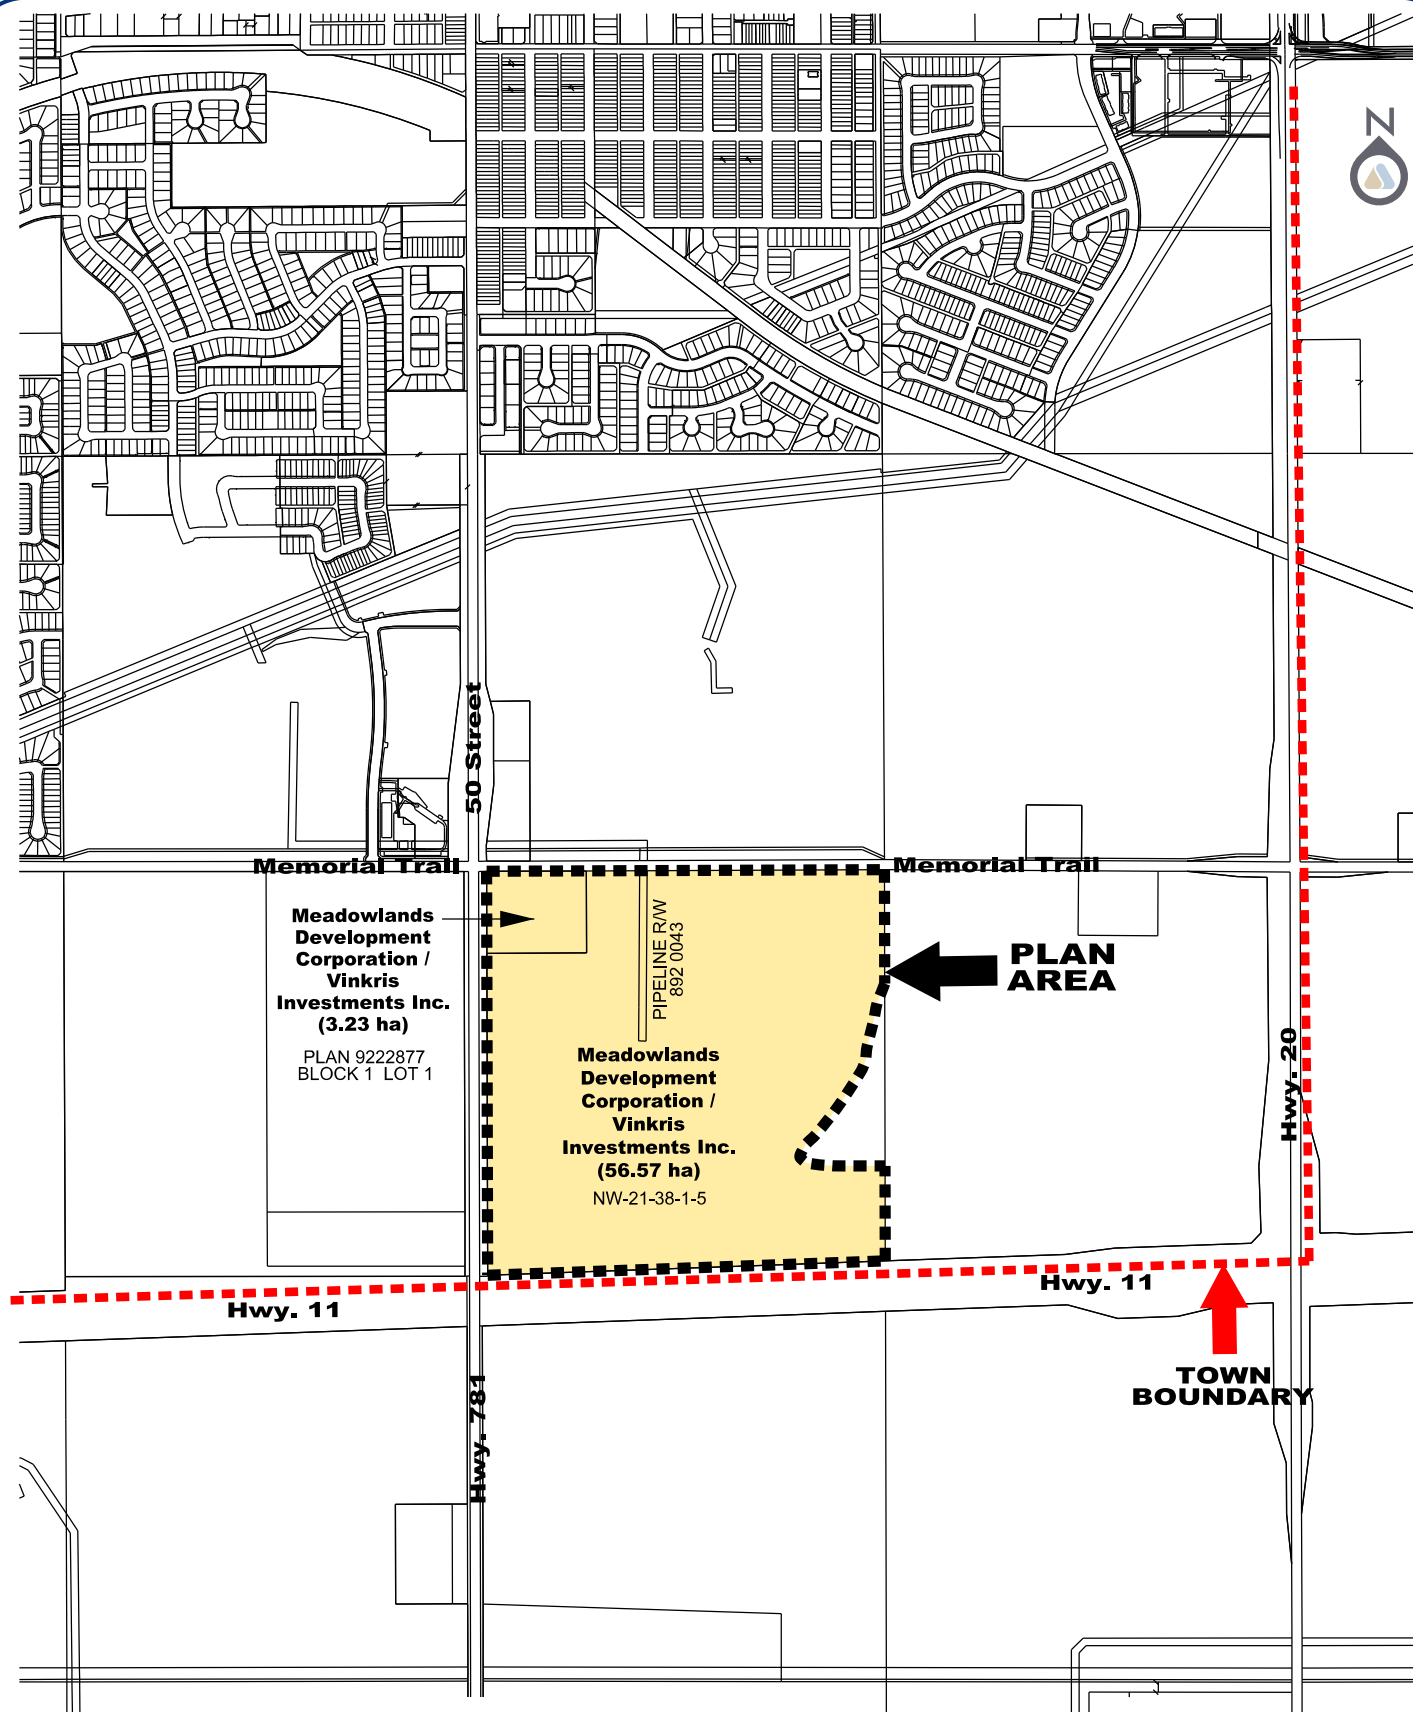 N
50 Street
Memorial Trail
Memorial Trail
Meadowlands
Development
Corporation /
Vinkris
Investments Inc.
(3.23 ha)
PLAN 9222877
BLOCK 1 LOT 1
PIPELINE R/W
892 0043
PLAN
AREA
Meadowlands
Development
Corporation /
Vinkris
Investments Inc.
(56.57 ha)
NW-21-38-1-5
Hwy. 20
Hwy. 11
Hwy. 11
TOWN
BOUNDARY
Hwy. 781